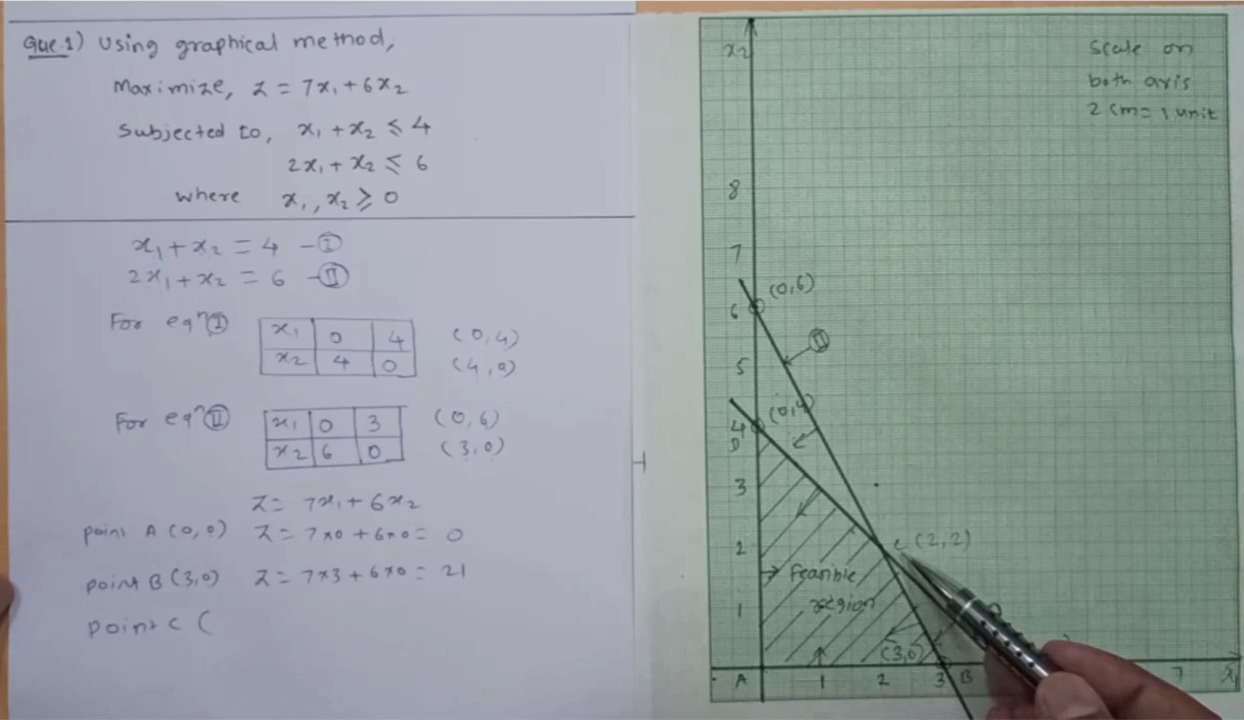 Que.1) Using graphical method,
Maximize, Z = 7x₁ + 6x₂
Subjected to, x₁ + x₂ ≤ 4
2x₁ + x₂ ≤ 6
where x₁, x₂ ≥ 0
x₁ + x₂ = 4 - Ⓘ
2x₁ + x₂ = 6 - Ⅱ
For eqⁿ Ⓘ
x₁ 0 4 (0,4)
x₂ 4 0 (4,0)
For eqⁿ Ⅱ
x₁ 0 3 (0,6)
x₂ 6 0 (3,0)
Z = 7x₁ + 6x₂
point A (0,0) Z = 7×0 + 6×0 = 0
point B (3,0) Z = 7×3 + 6×0 = 21
point C (
x₂
Scale on
both axis
2 cm = 1 unit
8
7
6 (0,6)
Ⅱ
5
4 (0,4)
D
3
2 C (2,2)
feasible
1 region
(3,0)
A 1 2 3 B 7 x₁